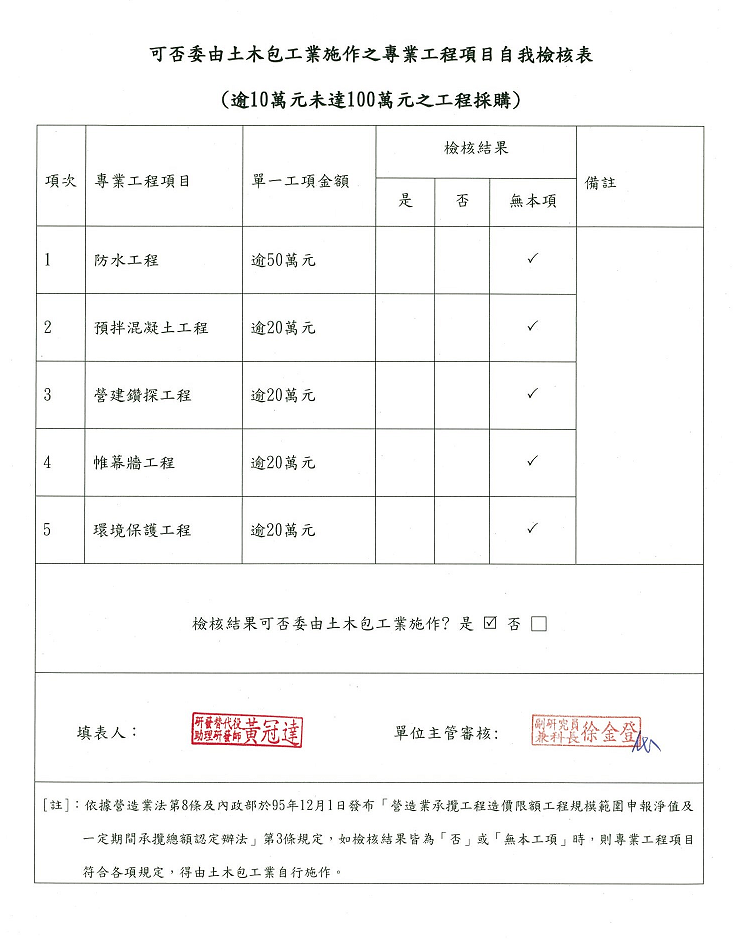 可否委由土木包工業施作之專業工程項目自我檢核表
(逾10萬元未達100萬元之工程採購)
項次 專業工程項目 單一工項金額 檢核結果 備註
是 否 無本項
1 防水工程 逾50萬元 ✓
2 預拌混凝土工程 逾20萬元 ✓
3 營建鑽探工程 逾20萬元 ✓
4 帷幕牆工程 逾20萬元 ✓
5 環境保護工程 逾20萬元 ✓
檢核結果可否委由土木包工業施作? 是 ☑ 否 □
填表人： 研發替代役 助理研發師 黃冠達 單位主管審核: 副研究員 兼科長 徐金登
[註]：依據營造業法第8條及內政部於95年12月1日發布「營造業承攬工程造價限額工程規模範圍申報淨值及
一定期間承攬總額認定辦法」第3條規定，如檢核結果皆為「否」或「無本工項」時，則專業工程項目
符合各項規定，得由土木包工業自行施作。